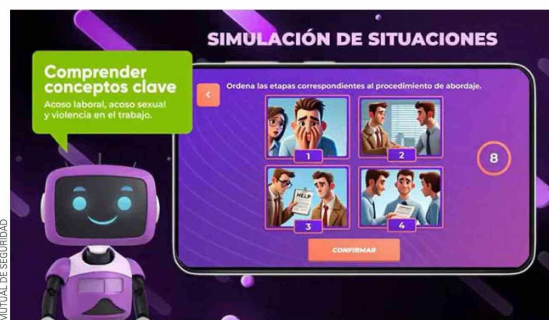 SIMULACIÓN DE SITUACIONES
Comprender
conceptos clave
Acoso laboral, acoso sexual
y violencia en el trabajo.
Ordena las etapas correspondientes al procedimiento de abordaje.
1
2
HELP
3
4
8
CONFIRMAR
MUTUAL DE SEGURIDAD